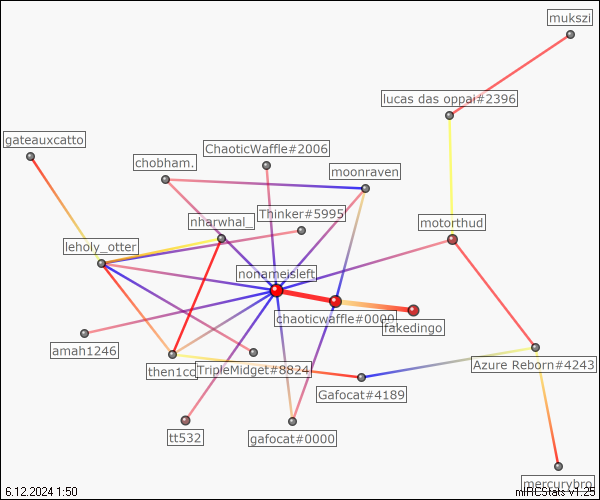 mukszi
lucas das oppai#2396
gateauxcatto
ChaoticWaffle#2006
chobham.
moonraven
Thinker#5995
nharwhal_
motorthud
leholy_otter
nonameisleft
chaoticwaffle#0000
fakedingo
amah1246
then1cc
TripleMidget#8824
Azure Reborn#4243
Gafocat#4189
tt532
gafocat#0000
mercurybro
6.12.2024 1:50
mIRCStats v1.25